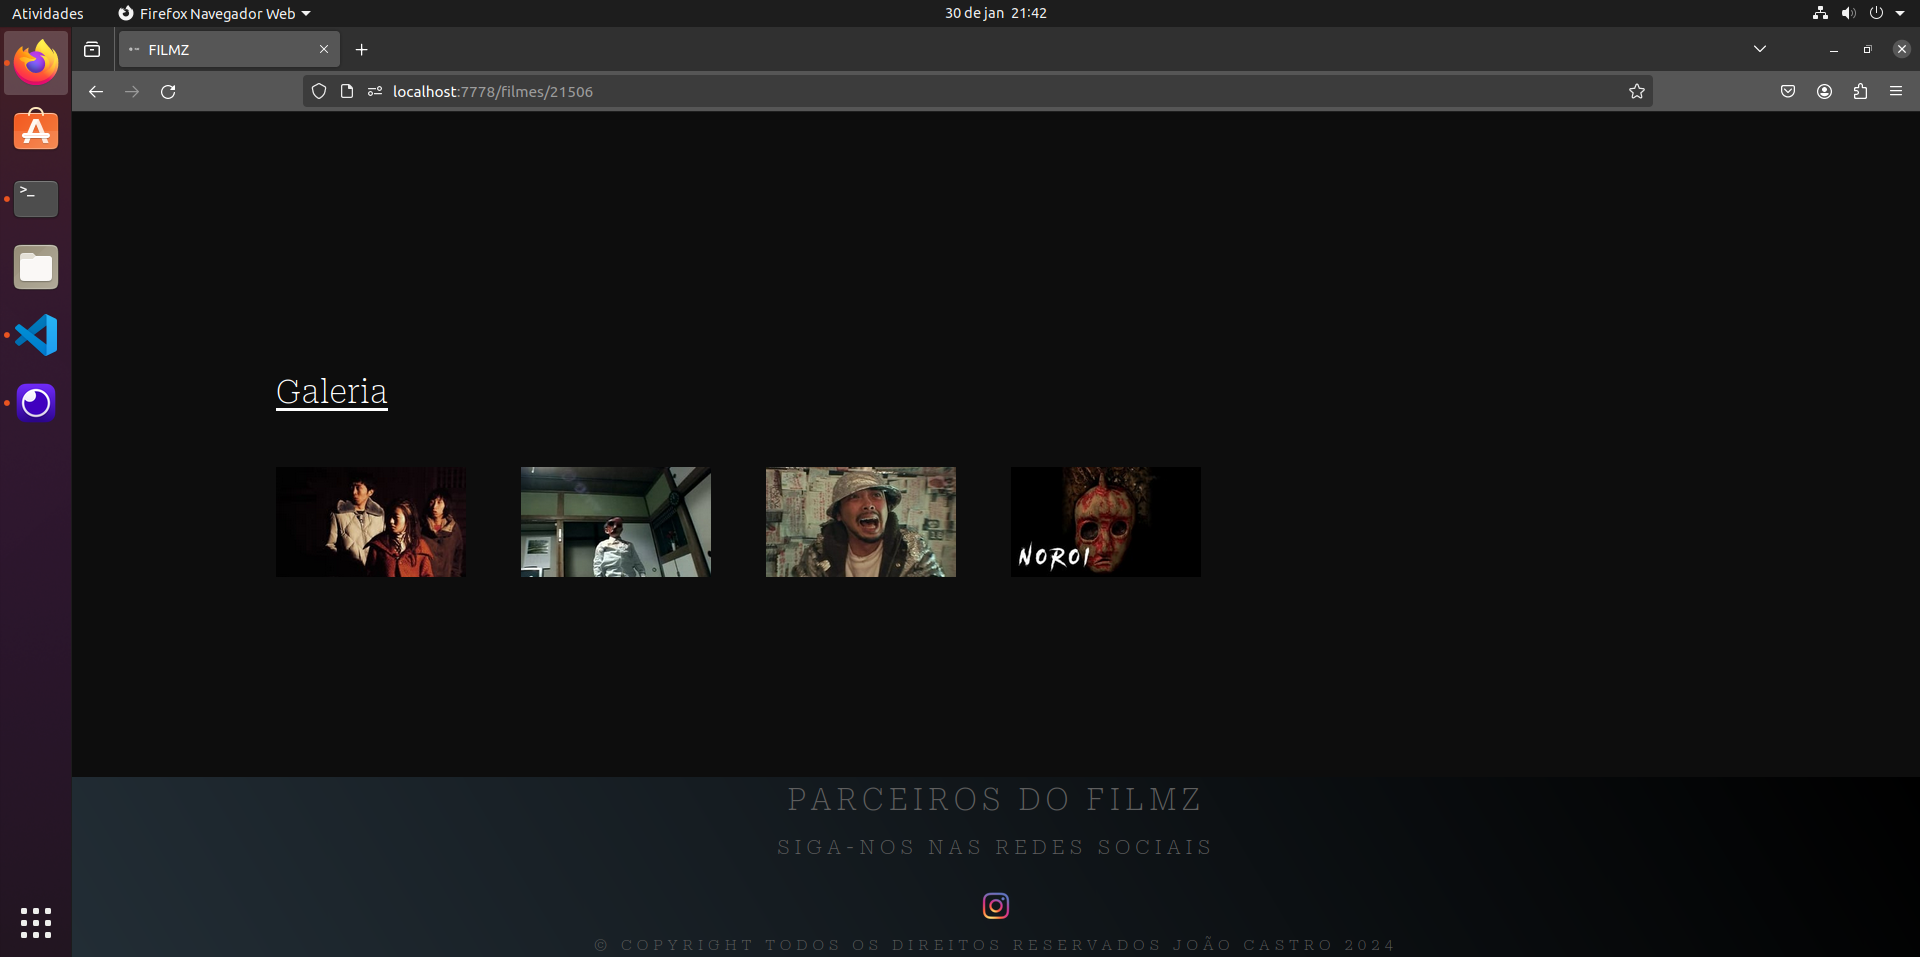 Atividades
Firefox Navegador Web
30 de jan 21:42
FILMZ
localhost:7778/filmes/21506
Galeria
NOROI
PARCEIROS DO FILMZ
SIGA-NOS NAS REDES SOCIAIS
© COPYRIGHT TODOS OS DIREITOS RESERVADOS JOÃO CASTRO 2024